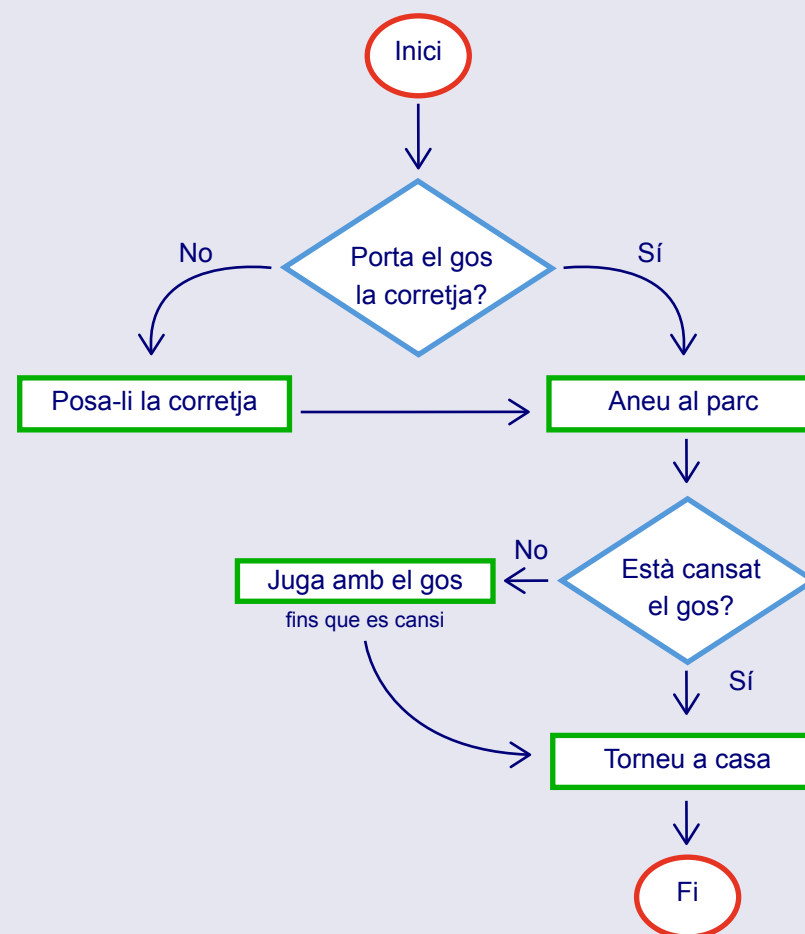 Inici
Porta el gos
la corretja?
No
Sí
Posa-li la corretja
Aneu al parc
Està cansat
el gos?
No
Juga amb el gos
fins que es cansi
Sí
Torneu a casa
Fi